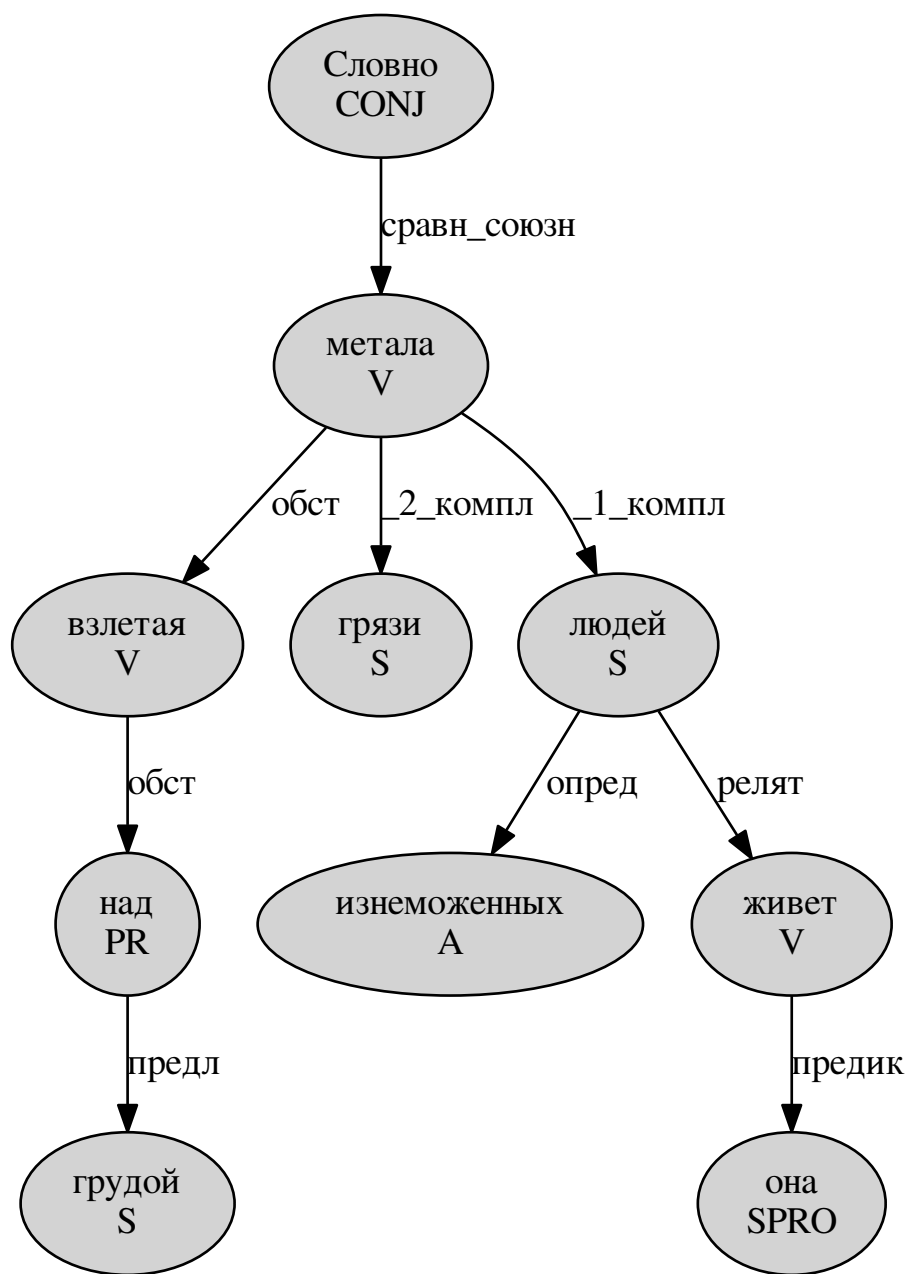 Словно
CONJ
сравн_союзн
метала
V
обст
_2_компл
_1_компл
взлетая
V
грязи
S
людей
S
обст
опред
релят
над
PR
изнеможенных
A
живет
V
предл
предик
грудой
S
она
SPRO